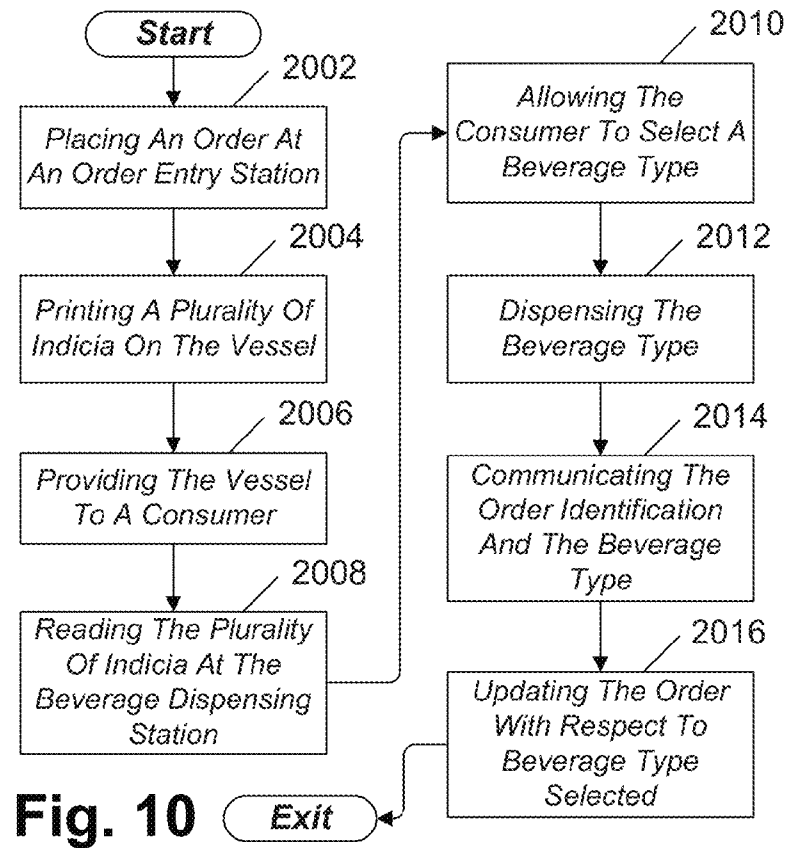 Start
2002
Placing An Order At
An Order Entry Station
2004
Printing A Plurality Of
Indicia On The Vessel
2006
Providing The Vessel
To A Consumer
2008
Reading The Plurality
Of Indicia At The
Beverage Dispensing
Station
2010
Allowing The
Consumer To Select A
Beverage Type
2012
Dispensing The
Beverage Type
2014
Communicating The
Order Identification
And The Beverage
Type
2016
Updating The Order
With Respect To
Beverage Type
Selected
Exit
Fig. 10